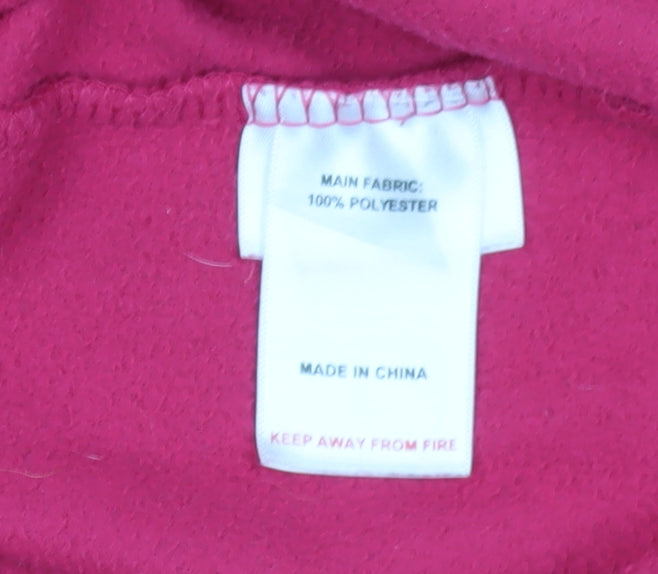 MAIN FABRIC:
100% POLYESTER
MADE IN CHINA
KEEP AWAY FROM FIRE